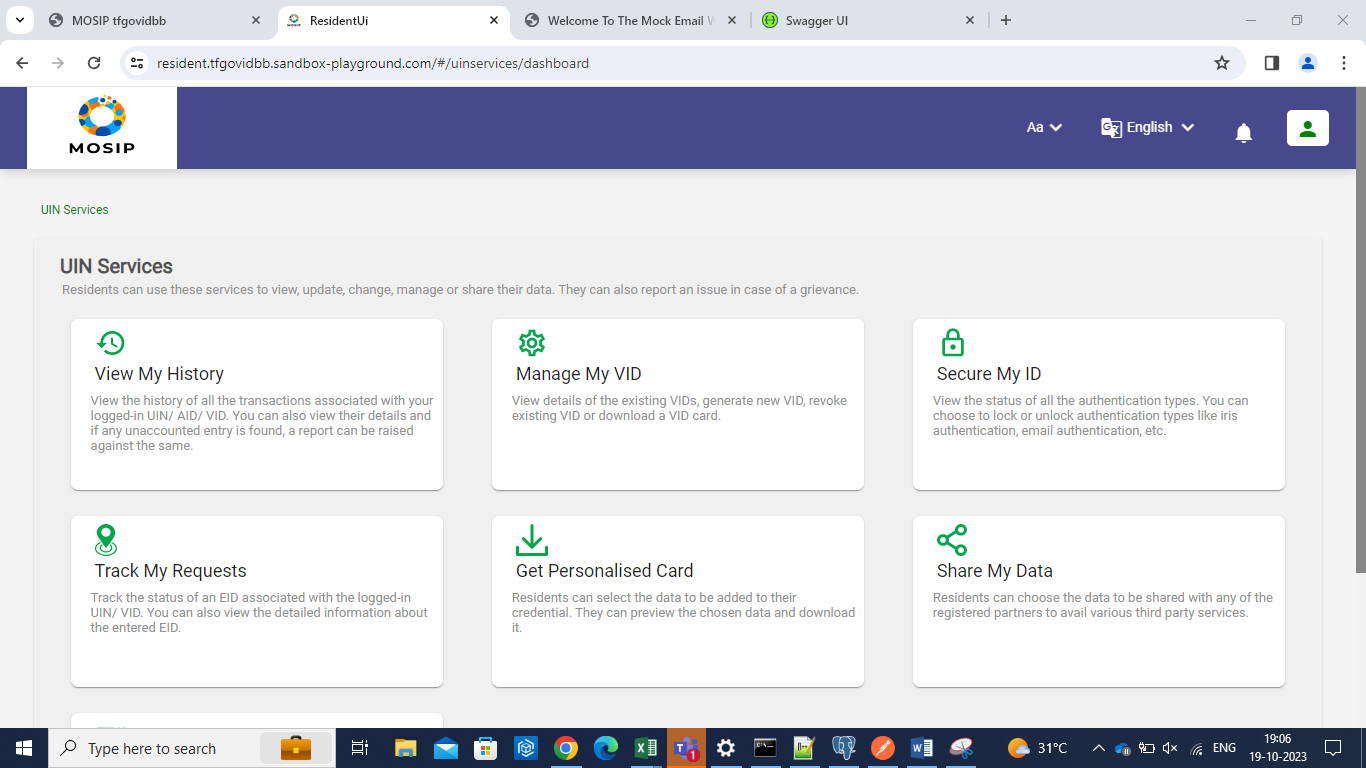 MOSIP tfgovidbb
ResidentUi
Welcome To The Mock Email
Swagger UI
resident.tfgovidbb.sandbox-playground.com/#/uinservices/dashboard
MOSIP
Aa
English
UIN Services
UIN Services
Residents can use these services to view, update, change, manage or share their data. They can also report an issue in case of a grievance.
View My History
View the history of all the transactions associated with your
logged-in UIN/ AID/ VID. You can also view their details and
if any unaccounted entry is found, a report can be raised
against the same.
Manage My VID
View details of the existing VIDs, generate new VID, revoke
existing VID or download a VID card.
Secure My ID
View the status of all the authentication types. You can
choose to lock or unlock authentication types like iris
authentication, email authentication, etc.
Track My Requests
Track the status of an EID associated with the logged-in
UIN/ VID. You can also view the detailed information about
the entered EID.
Get Personalised Card
Residents can select the data to be added to their
credential. They can preview the chosen data and download
it.
Share My Data
Residents can choose the data to be shared with any of the
registered partners to avail various third party services.
Type here to search
1
31°C
ENG
19:06
19-10-2023